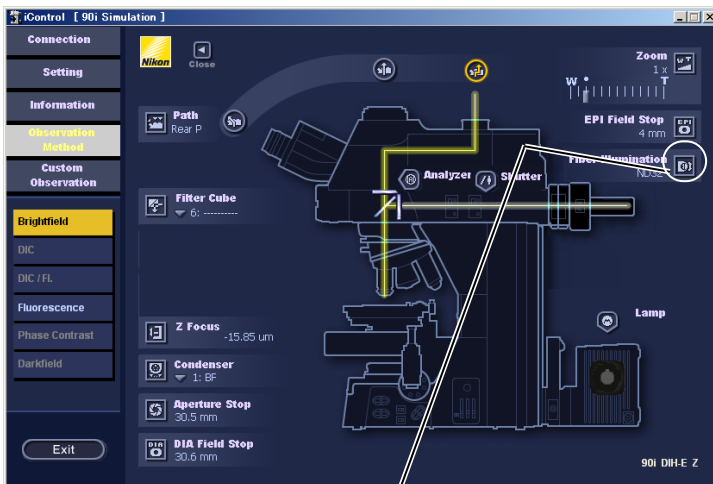 iControl [ 90i Simulation ]
Connection
Setting
Information
Observation
Method
Custom
Observation
Brightfield
DIC
DIC / Fl.
Fluorescence
Phase Contrast
Darkfield
Exit
Nikon
Close
Path
Rear P
Filter Cube
6: ----------
Z Focus
-15.85 um
Condenser
1: BF
Aperture Stop
30.5 mm
DIA
DIA Field Stop
30.6 mm
Analyzer
Shutter
Zoom
1 x
W T
W T
EPI Field Stop
4 mm
EPI
Fiber Illumination
ND32
Lamp
90i DIH-E Z